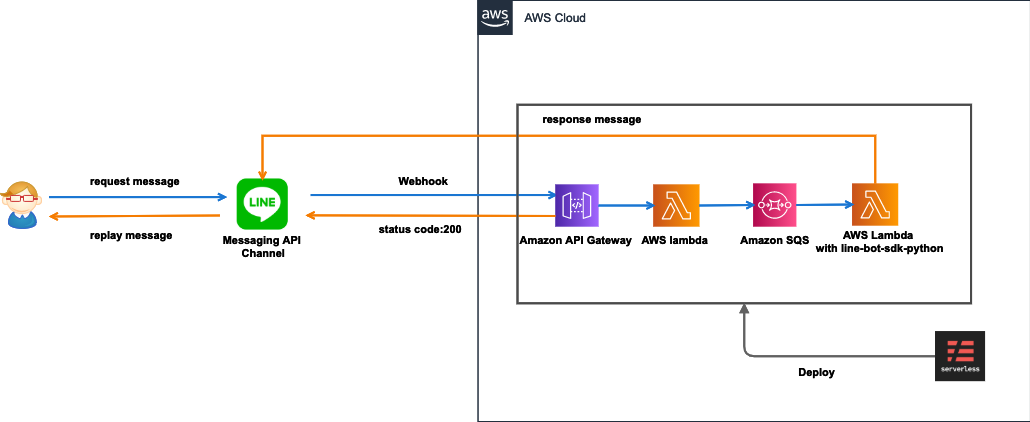 aws
AWS Cloud
response message
request message
Webhook
LINE
replay message
status code:200
Messaging API
Channel
Amazon API Gateway
AWS lambda
Amazon SQS
AWS Lambda
with line-bot-sdk-python
Deploy
serverless